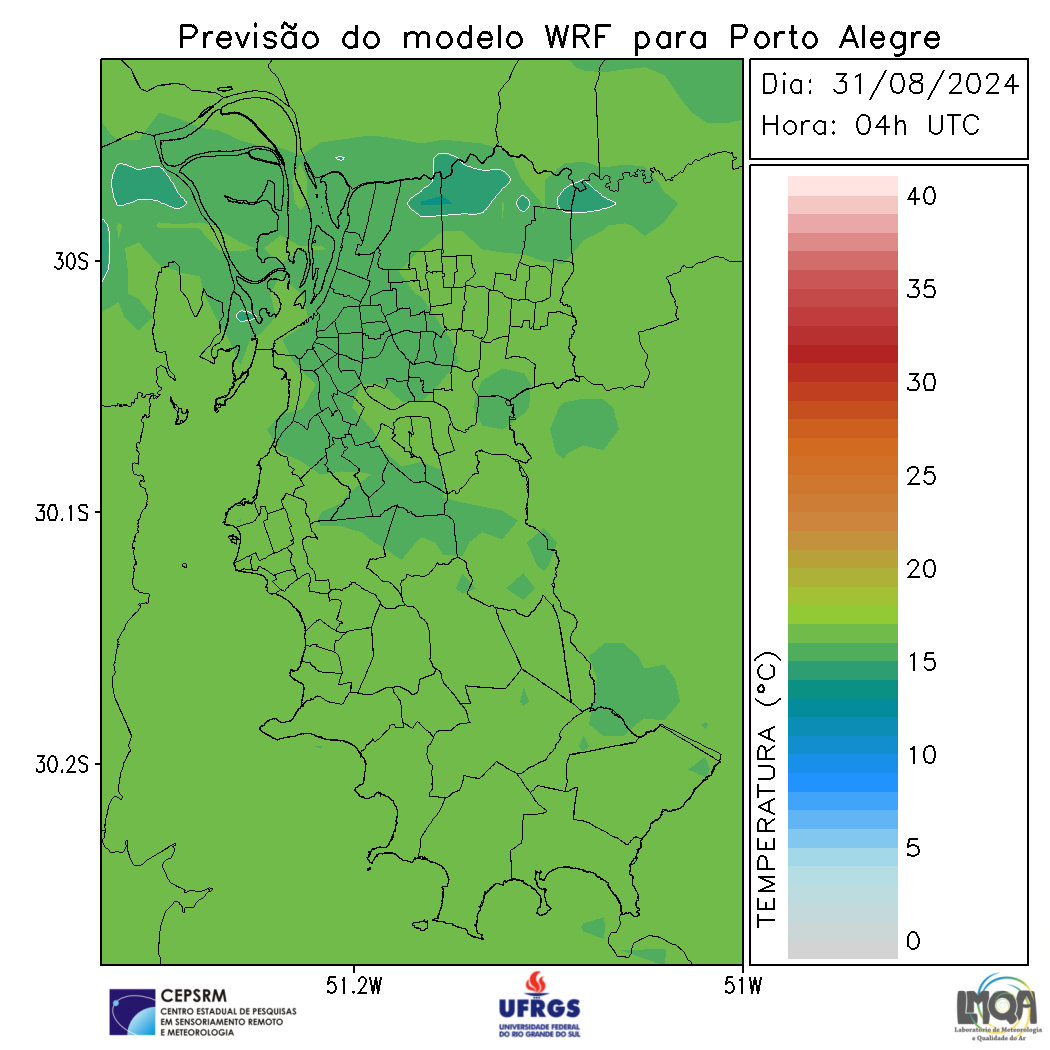 Previsão do modelo WRF para Porto Alegre
Dia: 31/08/2024
Hora: 04h UTC
40
35
30
25
20
15
10
5
0
TEMPERATURA (°C)
30S
30.1S
30.2S
51.2W
51W
CEPSRM
CENTRO ESTADUAL DE PESQUISAS
EM SENSORIAMENTO REMOTO
E METEOROLOGIA
UFRGS
UNIVERSIDADE FEDERAL
DO RIO GRANDE DO SUL
LMQA
Laboratório de Meteorologia
e Qualidade do Ar